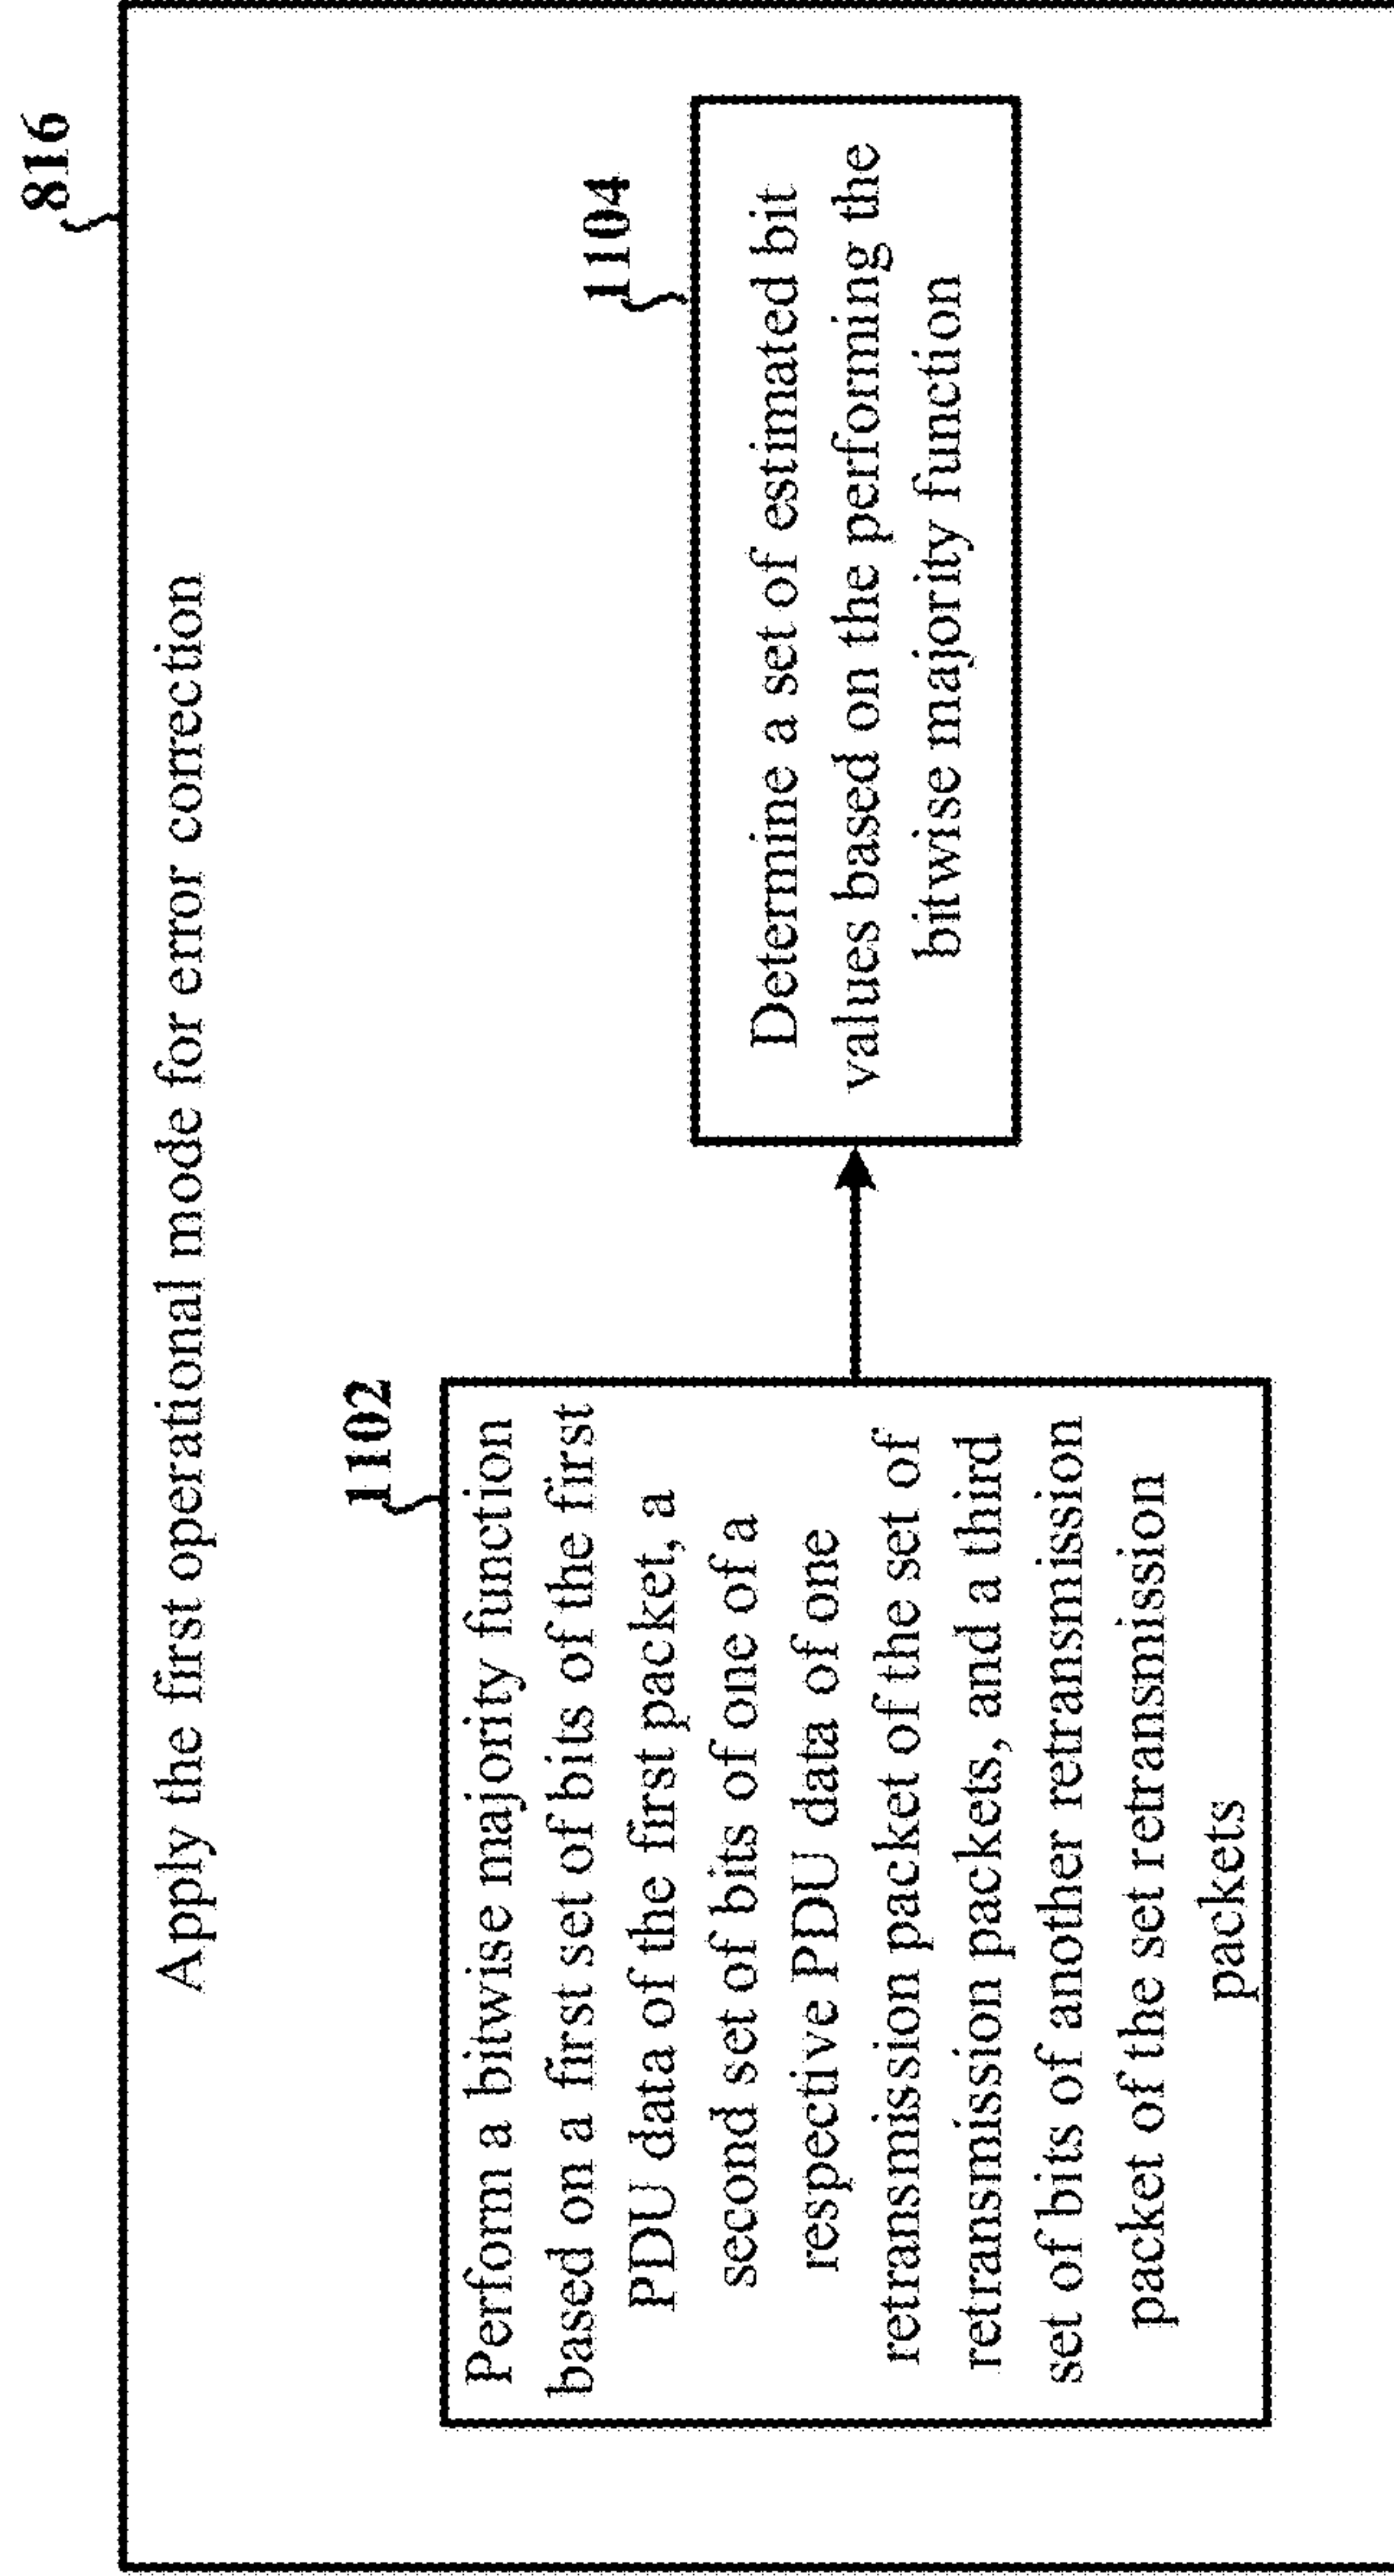 816
Apply the first operational mode for error correction
1102
Perform a bitwise majority function
based on a first set of bits of the first
PDU data of the first packet, a
second set of bits of one of a
respective PDU data of one
retransmission packet of the set of
retransmission packets, and a third
set of bits of another retransmission
packet of the set retransmission
packets
1104
Determine a set of estimated bit
values based on the performing the
bitwise majority function